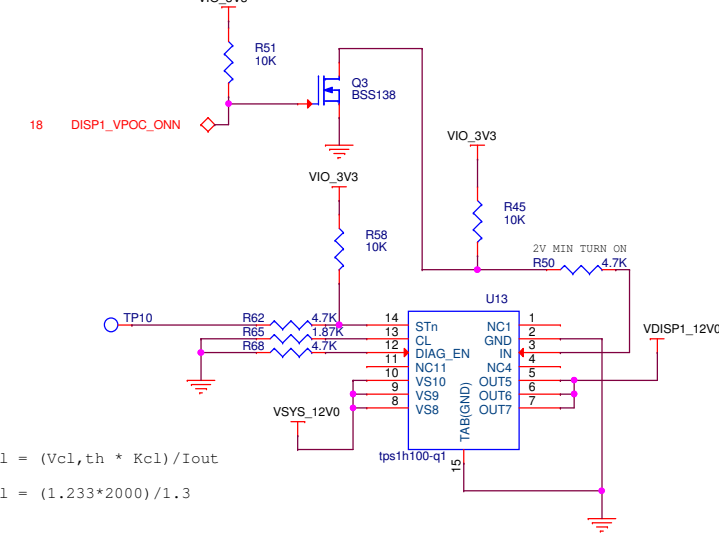 VIO_3V3
R51
10K
Q3
BSS138
18 DISP1_VPOC_ONN
VIO_3V3
VIO_3V3
R45
10K
R58
10K
2V MIN TURN ON
R50 4.7K
U13
TP10
R62 4.7K
R65 1.87K
R68 4.7K
14 STn
13 CL
12 DIAG_EN
11 NC11
10 VS10
9 VS9
8 VS8
NC1 1
GND 2
IN 3
NC4 4
OUT5 5
OUT6 6
OUT7 7
TAB(GND)
15
VDISP1_12V0
VSYS_12V0
tps1h100-q1
l = (Vcl,th * Kcl)/Iout
l = (1.233*2000)/1.3